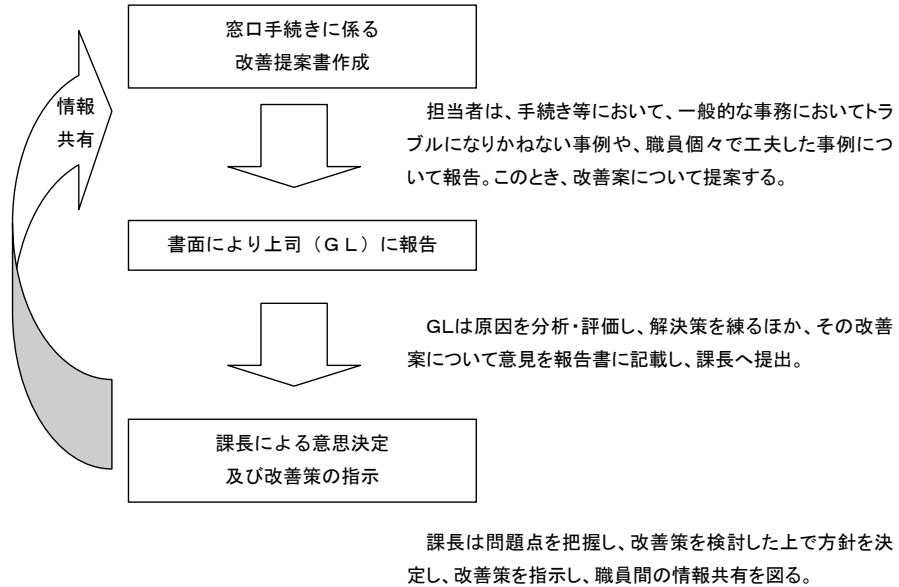 窓口手続きに係る
改善提案書作成
情報
共有
担当者は、手続き等において、一般的な事務においてトラ
ブルになりかねない事例や、職員個々で工夫した事例につ
いて報告。このとき、改善案について提案する。
書面により上司（ＧＬ）に報告
GLは原因を分析・評価し、解決策を練るほか、その改善
案について意見を報告書に記載し、課長へ提出。
課長による意思決定
及び改善策の指示
課長は問題点を把握し、改善策を検討した上で方針を決
定し、改善策を指示し、職員間の情報共有を図る。